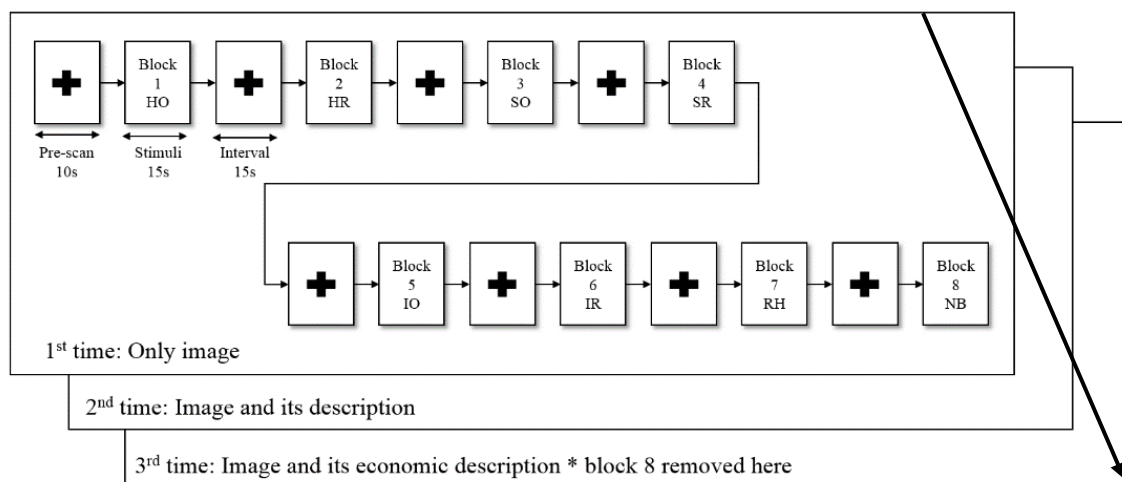 Block
1
HO
Block
2
HR
Block
3
SO
Block
4
SR
Pre-scan
10s
Stimuli
15s
Interval
15s
Block
5
IO
Block
6
IR
Block
7
RH
Block
8
NB
1st time: Only image
2nd time: Image and its description
3rd time: Image and its economic description * block 8 removed here